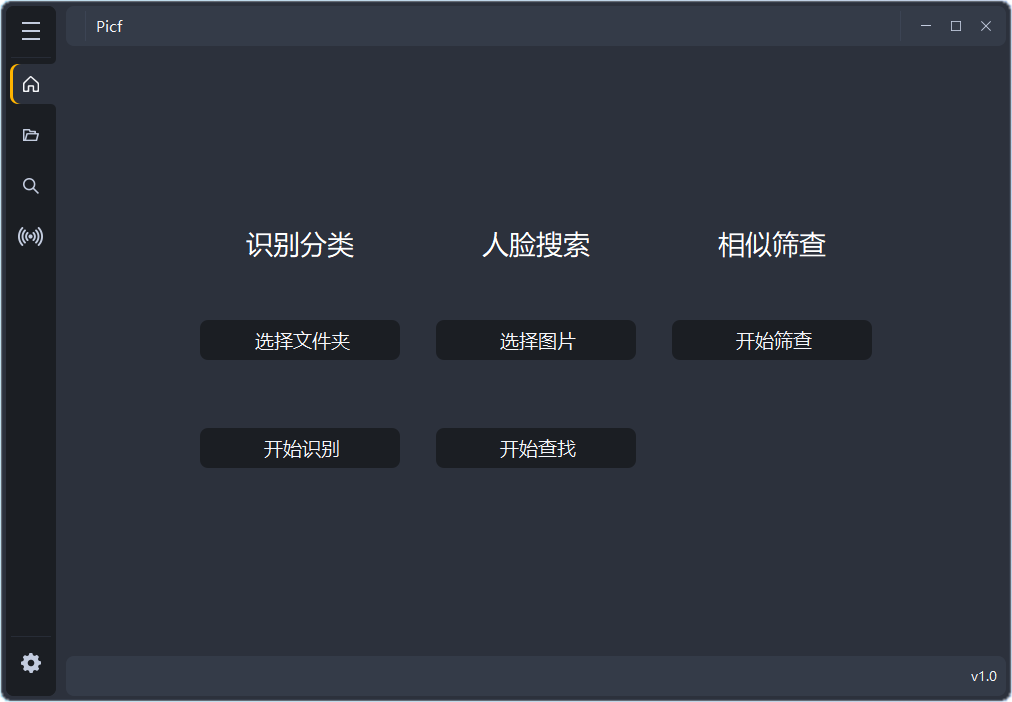 Picf
识别分类
人脸搜索
相似筛查
选择文件夹
选择图片
开始筛查
开始识别
开始查找
v1.0